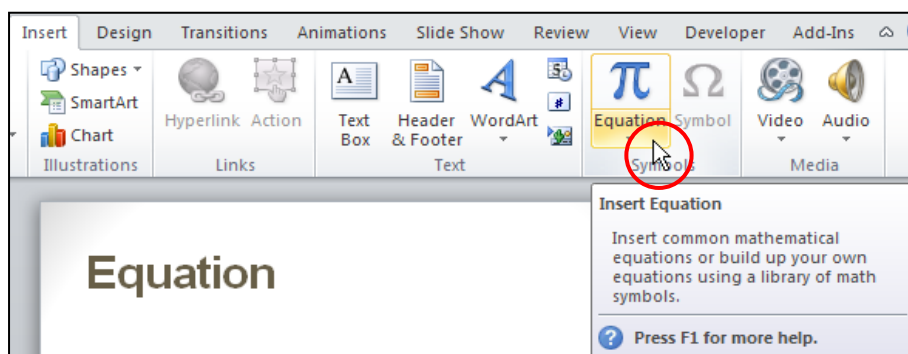 Insert Design Transitions Animations Slide Show Review View Developer Add-Ins
Shapes
SmartArt
Chart
Hyperlink Action
Text Box
Header & Footer
WordArt
Equation
Symbol
Video Audio
Illustrations Links Text Symbols Media
Equation
Insert Equation
Insert common mathematical
equations or build up your own
equations using a library of math
symbols.
Press F1 for more help.